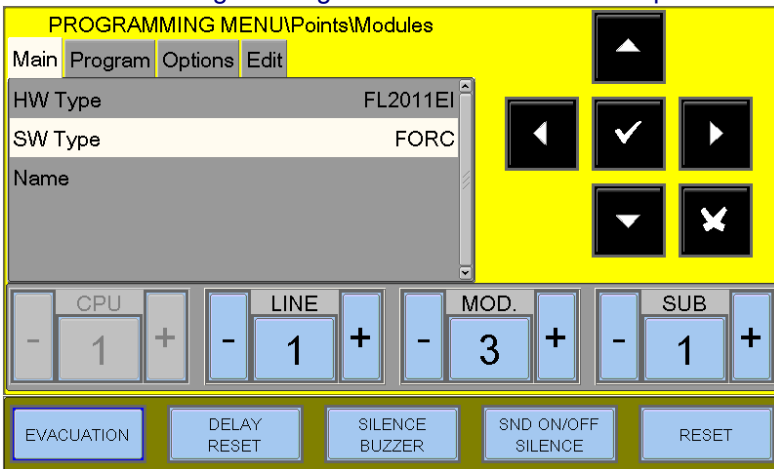 PROGRAMMING MENU\Points\Modules
Main Program Options Edit
HW Type FL2011EI
SW Type FORC
Name
CPU LINE MOD. SUB
- 1 + - 1 + - 3 + - 1 +
EVACUATION DELAY RESET SILENCE BUZZER SND ON/OFF SILENCE RESET